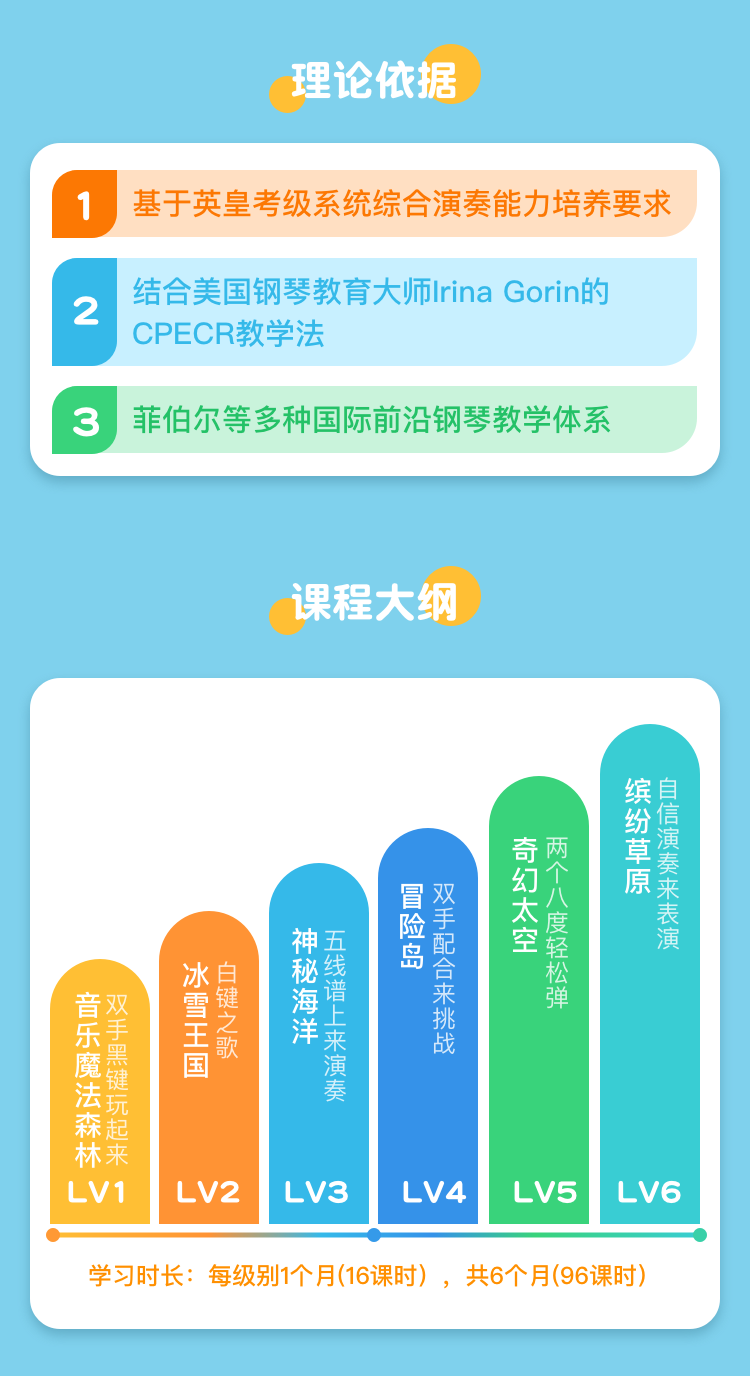 理论依据
1
基于英皇考级系统综合演奏能力培养要求
2
结合美国钢琴教育大师Irina Gorin的
CPECR教学法
3
菲伯尔等多种国际前沿钢琴教学体系
课程大纲
音乐魔法森林
双手黑键玩起来
LV1
冰雪王国
白键之歌
LV2
神秘海洋
五线谱上来演奏
LV3
冒险岛
双手配合来挑战
LV4
奇幻太空
两个八度轻松弹
LV5
缤纷草原
自信演奏来表演
LV6
学习时长：每级别1个月(16课时），共6个月(96课时)